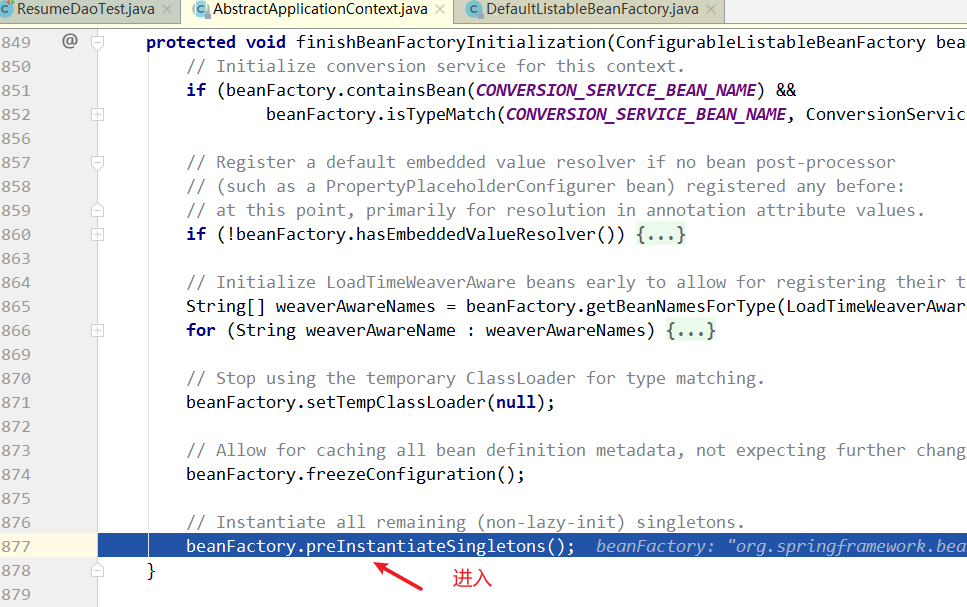 ResumeDaoTest.java × AbstractApplicationContext.java × DefaultListableBeanFactory.java ×
849 @ protected void finishBeanFactoryInitialization(ConfigurableListableBeanFactory bea
850 // Initialize conversion service for this context.
851 if (beanFactory.containsBean(CONVERSION_SERVICE_BEAN_NAME) &&
852 beanFactory.isTypeMatch(CONVERSION_SERVICE_BEAN_NAME, ConversionServic
856
857 // Register a default embedded value resolver if no bean post-processor
858 // (such as a PropertyPlaceholderConfigurer bean) registered any before:
859 // at this point, primarily for resolution in annotation attribute values.
860 if (!beanFactory.hasEmbeddedValueResolver()) {...}
863
864 // Initialize LoadTimeWeaverAware beans early to allow for registering their t
865 String[] weaverAwareNames = beanFactory.getBeanNamesForType(LoadTimeWeaverAwar
866 for (String weaverAwareName : weaverAwareNames) {...}
869
870 // Stop using the temporary ClassLoader for type matching.
871 beanFactory.setTempClassLoader(null);
872
873 // Allow for caching all bean definition metadata, not expecting further chang
874 beanFactory.freezeConfiguration();
875
876 // Instantiate all remaining (non-lazy-init) singletons.
877 beanFactory.preInstantiateSingletons(); beanFactory: "org.springframework.bea
878 }
进入
879